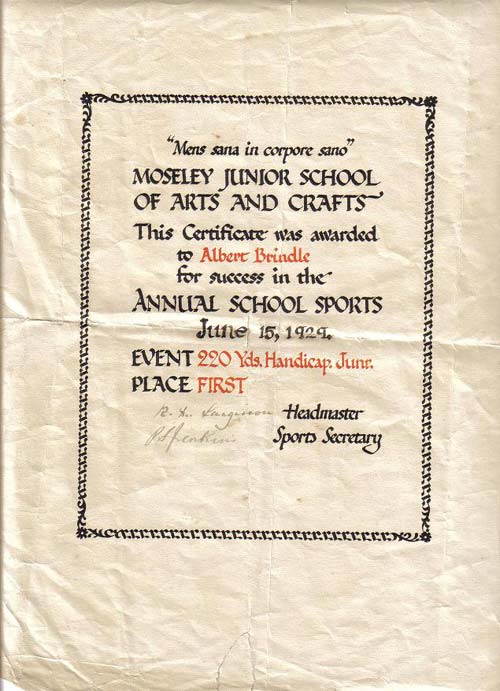 "Mens sana in corpore sano"
MOSELEY JUNIOR SCHOOL
OF ARTS AND CRAFTS
This Certificate was awarded
to Albert Brindle
for success in the
ANNUAL SCHOOL SPORTS
June 15, 1929.
EVENT 220 Yds. Handicap. Junr.
PLACE FIRST
Headmaster
Sports Secretary